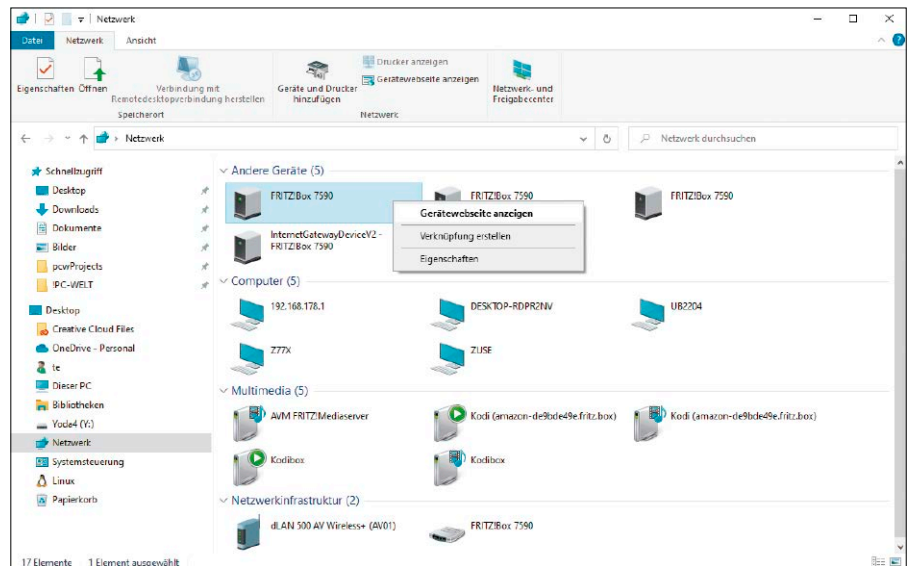 Netzwerk
Datei Netzwerk Ansicht
Eigenschaften Öffnen
Verbindung mit
Remotedesktopverbindung herstellen
Geräte und Drucker
hinzufügen
Drucker anzeigen
Gerätewebseite anzeigen
Netzwerk- und
Freigabecenter
Speicherort
Netzwerk
Netzwerk
Netzwerk durchsuchen
Schnellzugriff
Desktop
Downloads
Dokumente
Bilder
pcwProjects
!PC-WELT
Desktop
Creative Cloud Files
OneDrive - Personal
te
Dieser PC
Bibliotheken
Yode4 (Y:)
Netzwerk
Systemsteuerung
Linux
Papierkorb
Andere Geräte (5)
FRITZ!Box 7590
FRITZ!Box 7590
FRITZ!Box 7590
InternetGatewayDeviceV2 -
FRITZ!Box 7590
Gerätewebseite anzeigen
Verknüpfung erstellen
Eigenschaften
Computer (5)
192.168.178.1
DESKTOP-RDPR2NV
UB2204
Z77X
ZUSE
Multimedia (5)
AVM FRITZ!Mediaserver
Kodi (amazon-de9bde49e.fritz.box)
Kodi (amazon-de9bde49e.fritz.box)
Kodibox
Kodibox
Netzwerkinfrastruktur (2)
dLAN 500 AV Wireless+ (AV01)
FRITZ!Box 7590
17 Elemente 1 Element ausgewählt